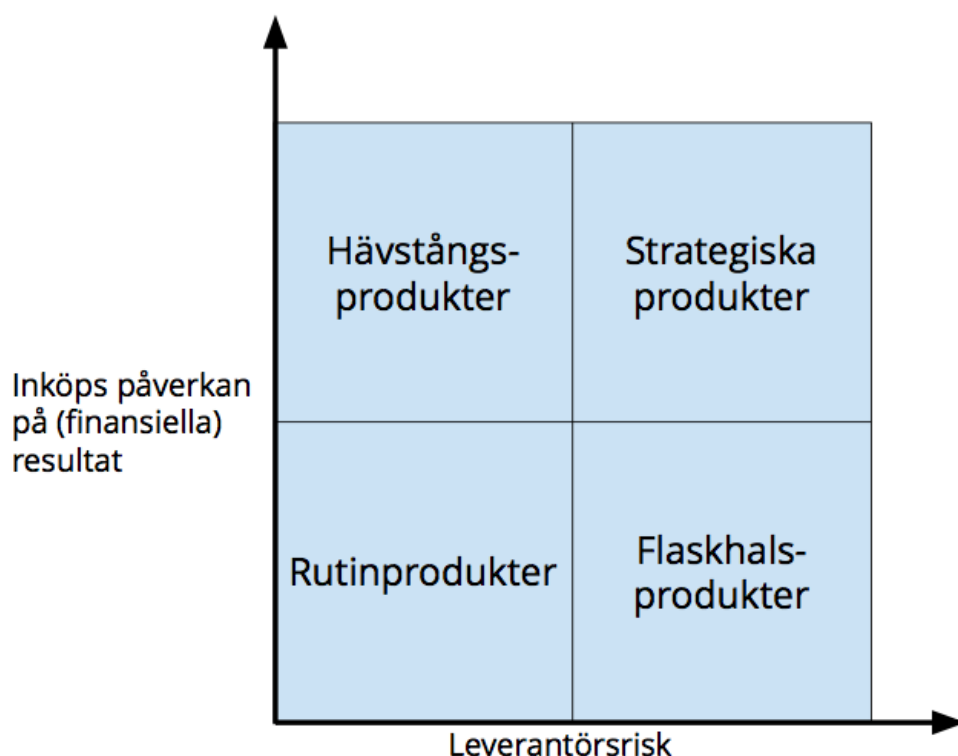 Hävstångs-
produkter
Strategiska
produkter
Inköps påverkan
på (finansiella)
resultat
Rutinprodukter
Flaskhals-
produkter
Leverantörsrisk